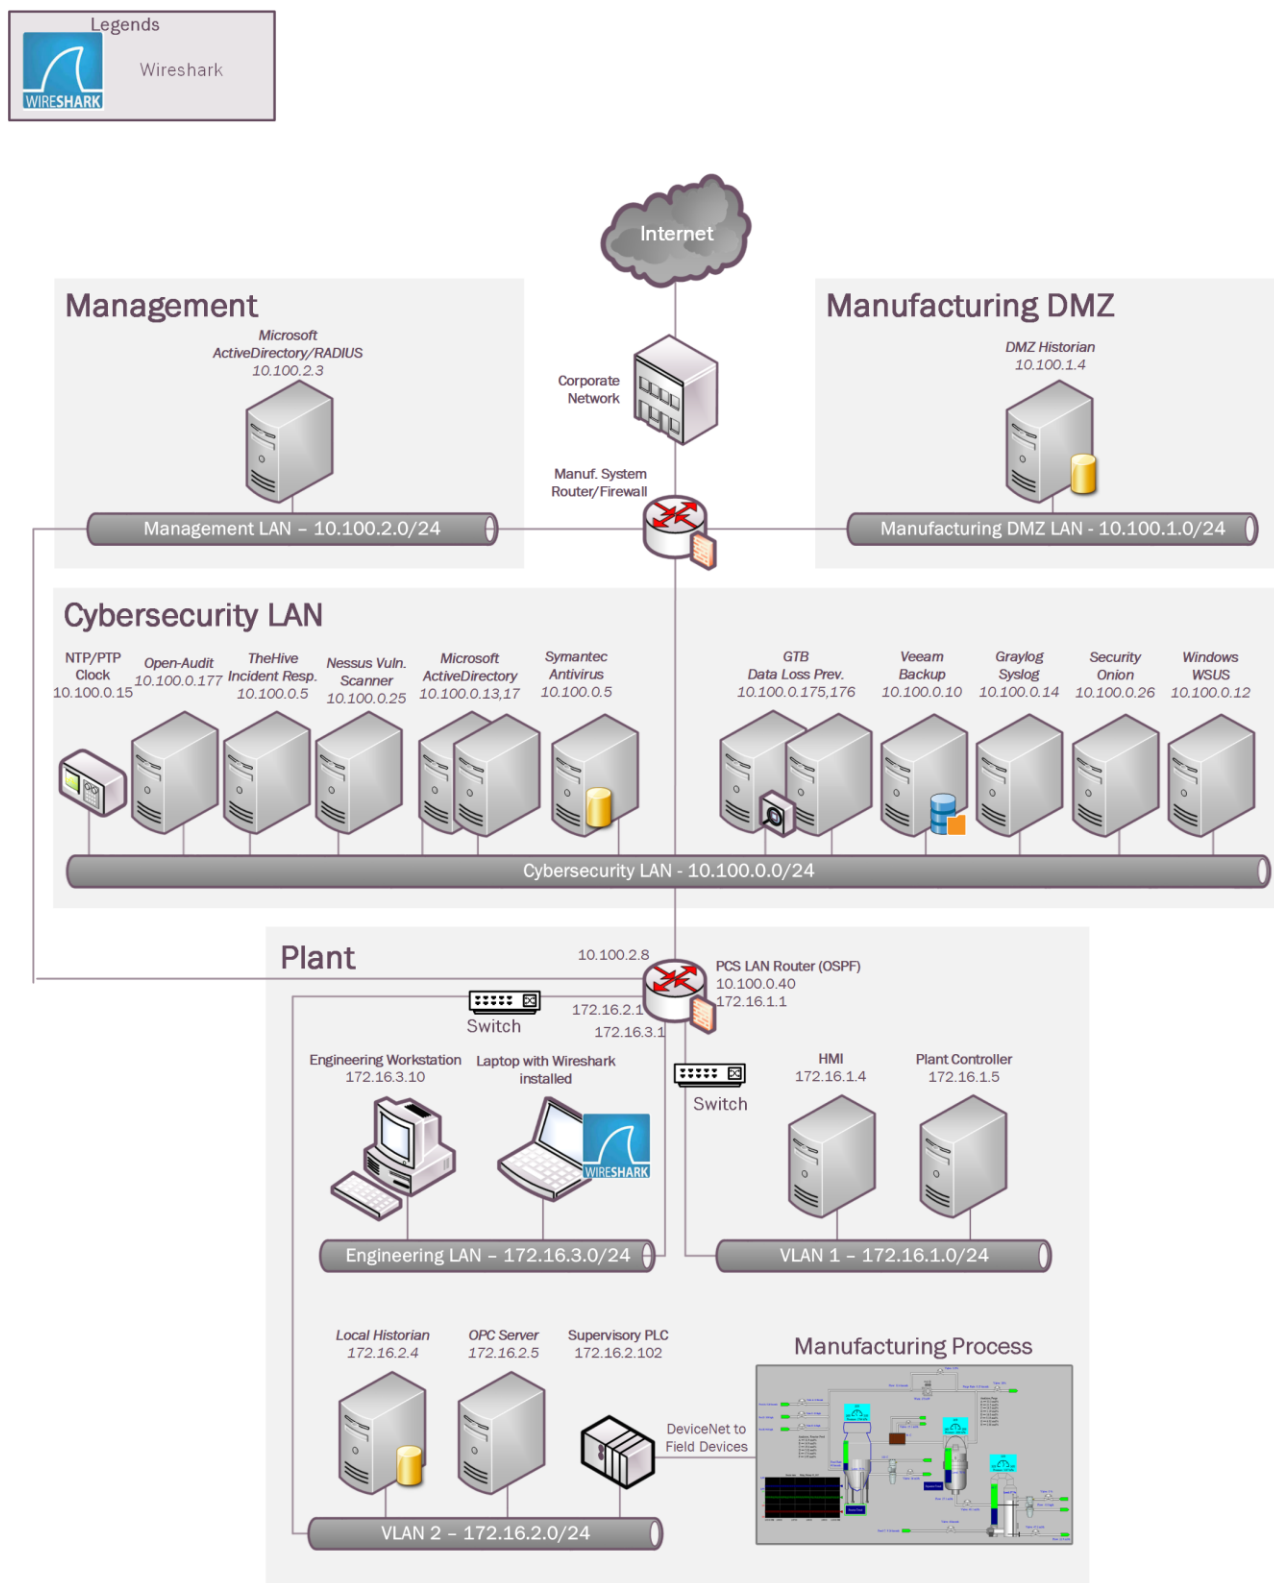 Legends
WIRESHARK
Wireshark
Internet
Management
Microsoft
ActiveDirectory/RADIUS
10.100.2.3
Management LAN – 10.100.2.0/24
Corporate
Network
Manuf. System
Router/Firewall
Manufacturing DMZ
DMZ Historian
10.100.1.4
Manufacturing DMZ LAN - 10.100.1.0/24
Cybersecurity LAN
NTP/PTP
Clock
10.100.0.15
Open-Audit
10.100.0.177
TheHive
Incident Resp.
10.100.0.5
Nessus Vuln.
Scanner
10.100.0.25
Microsoft
ActiveDirectory
10.100.0.13,17
Symantec
Antivirus
10.100.0.5
GTB
Data Loss Prev.
10.100.0.175,176
Veeam
Backup
10.100.0.10
Graylog
Syslog
10.100.0.14
Security
Onion
10.100.0.26
Windows
WSUS
10.100.0.12
Cybersecurity LAN - 10.100.0.0/24
Plant
10.100.2.8
PCS LAN Router (OSPF)
10.100.0.40
172.16.1.1
172.16.2.1
172.16.3.1
Switch
Switch
Engineering Workstation
172.16.3.10
Laptop with Wireshark
installed
WIRESHARK
HMI
172.16.1.4
Plant Controller
172.16.1.5
Engineering LAN – 172.16.3.0/24
VLAN 1 – 172.16.1.0/24
Local Historian
172.16.2.4
OPC Server
172.16.2.5
Supervisory PLC
172.16.2.102
DeviceNet to
Field Devices
Manufacturing Process
VLAN 2 – 172.16.2.0/24